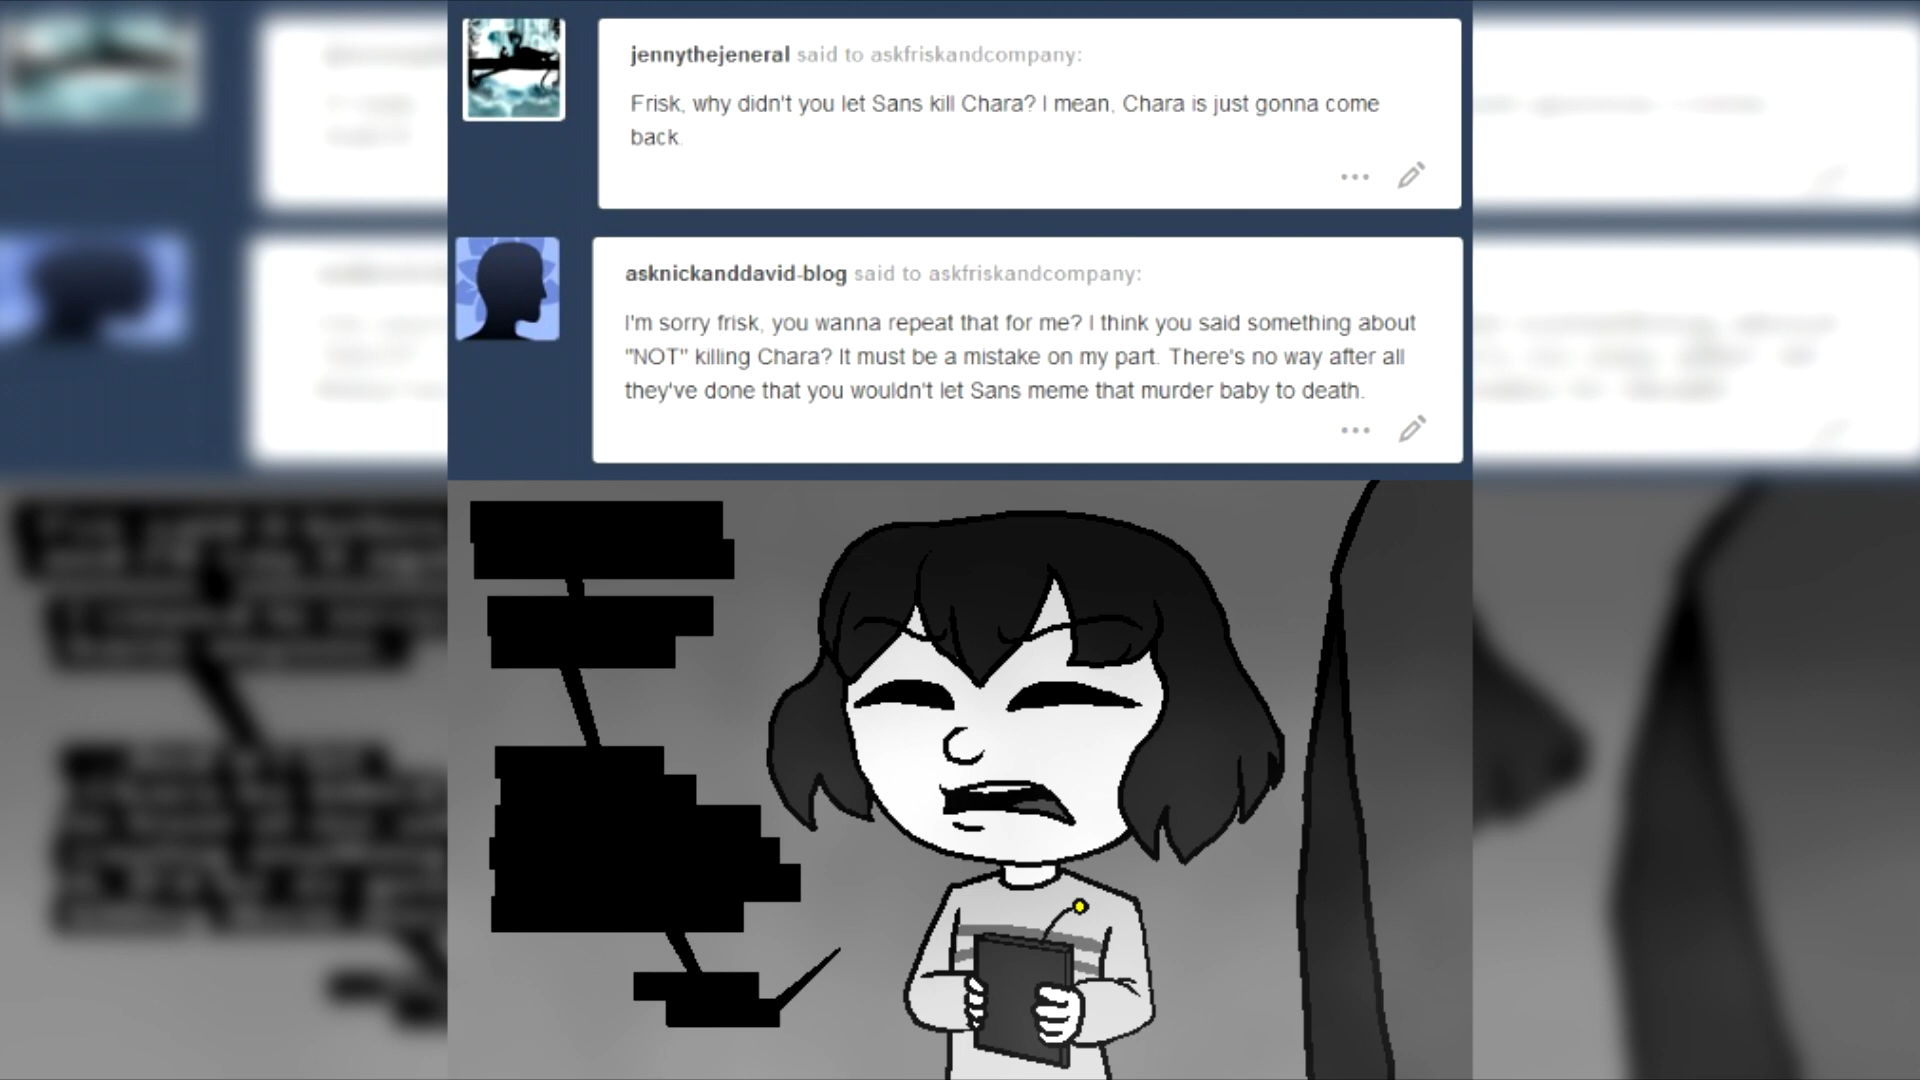 jennythejeneral said to askfriskandcompany:
Frisk, why didn't you let Sans kill Chara? I mean, Chara is just gonna come
back.
asknickanddavid-blog said to askfriskandcompany:
I'm sorry frisk, you wanna repeat that for me? I think you said something about
"NOT" killing Chara? It must be a mistake on my part. There's no way after all
they've done that you wouldn't let Sans meme that murder baby to death.